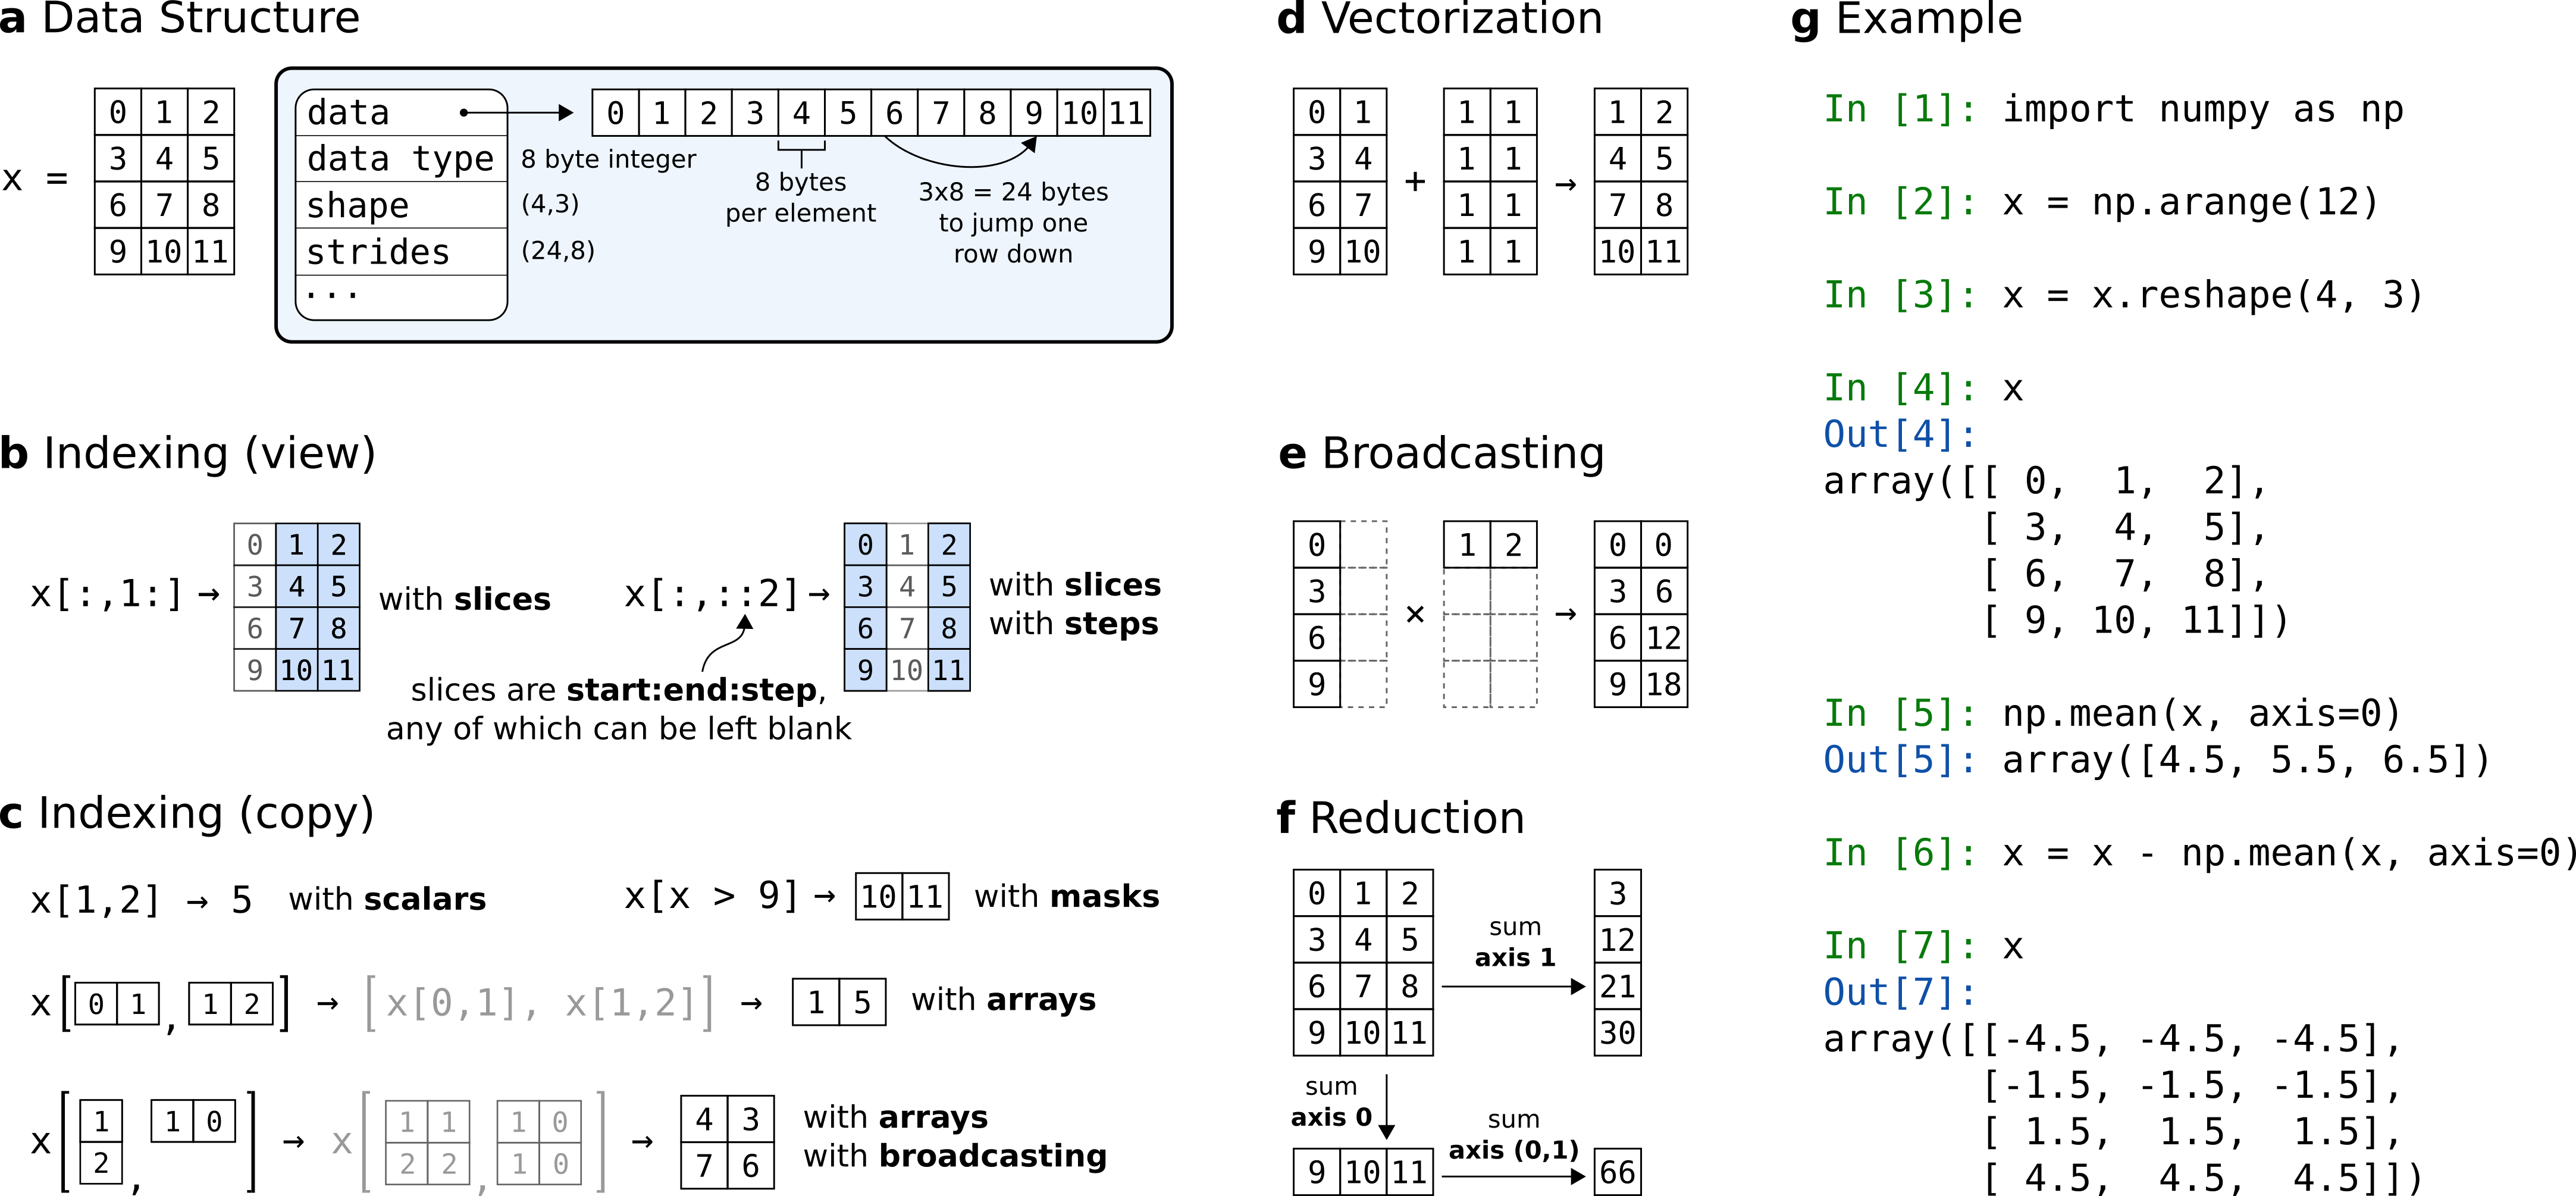 a Data Structure
x =
0 1 2
3 4 5
6 7 8
9 10 11
data
data type
shape
strides
...
0 1 2 3 4 5 6 7 8 9 10 11
8 byte integer
(4,3)
(24,8)
8 bytes
per element
3x8 = 24 bytes
to jump one
row down
b Indexing (view)
x[:,1:] →
0 1 2
3 4 5
6 7 8
9 10 11
with slices
x[:,::2] →
0 1 2
3 4 5
6 7 8
9 10 11
with slices
with steps
slices are start:end:step,
any of which can be left blank
c Indexing (copy)
x[1,2] → 5 with scalars
x[x > 9] → 10 11 with masks
x[0 1, 1 2] → [x[0,1], x[1,2]] → 1 5 with arrays
x[
1
2
,
1 0
] → x[
1 1
2 2
,
1 0
1 0
] →
4 3
7 6
with arrays
with broadcasting
d Vectorization
0 1
3 4
6 7
9 10
+
1 1
1 1
1 1
1 1
→
1 2
4 5
7 8
10 11
e Broadcasting
0
3
6
9
×
1 2
→
0 0
3 6
6 12
9 18
f Reduction
0 1 2
3 4 5
6 7 8
9 10 11
sum
axis 1
3
12
21
30
sum
axis 0
9 10 11
sum
axis (0,1)
66
g Example
In [1]: import numpy as np
In [2]: x = np.arange(12)
In [3]: x = x.reshape(4, 3)
In [4]: x
Out[4]:
array([[ 0, 1, 2],
[ 3, 4, 5],
[ 6, 7, 8],
[ 9, 10, 11]])
In [5]: np.mean(x, axis=0)
Out[5]: array([4.5, 5.5, 6.5])
In [6]: x = x - np.mean(x, axis=0)
In [7]: x
Out[7]:
array([[-4.5, -4.5, -4.5],
[-1.5, -1.5, -1.5],
[ 1.5, 1.5, 1.5],
[ 4.5, 4.5, 4.5]])